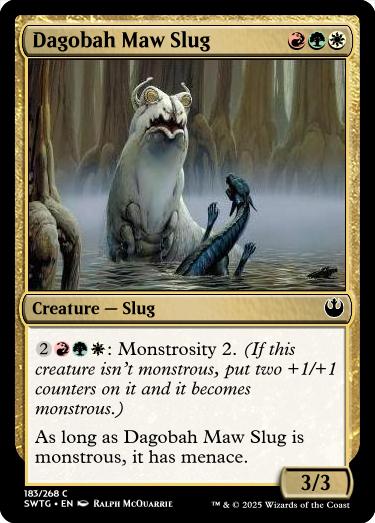 Dagobah Maw Slug
Creature — Slug
2: Monstrosity 2. (If this
creature isn't monstrous, put two +1/+1
counters on it and it becomes
monstrous.)
As long as Dagobah Maw Slug is
monstrous, it has menace.
3/3
183/268 C
SWTG • EN Ralph McQuarrie
™ & © 2025 Wizards of the Coast